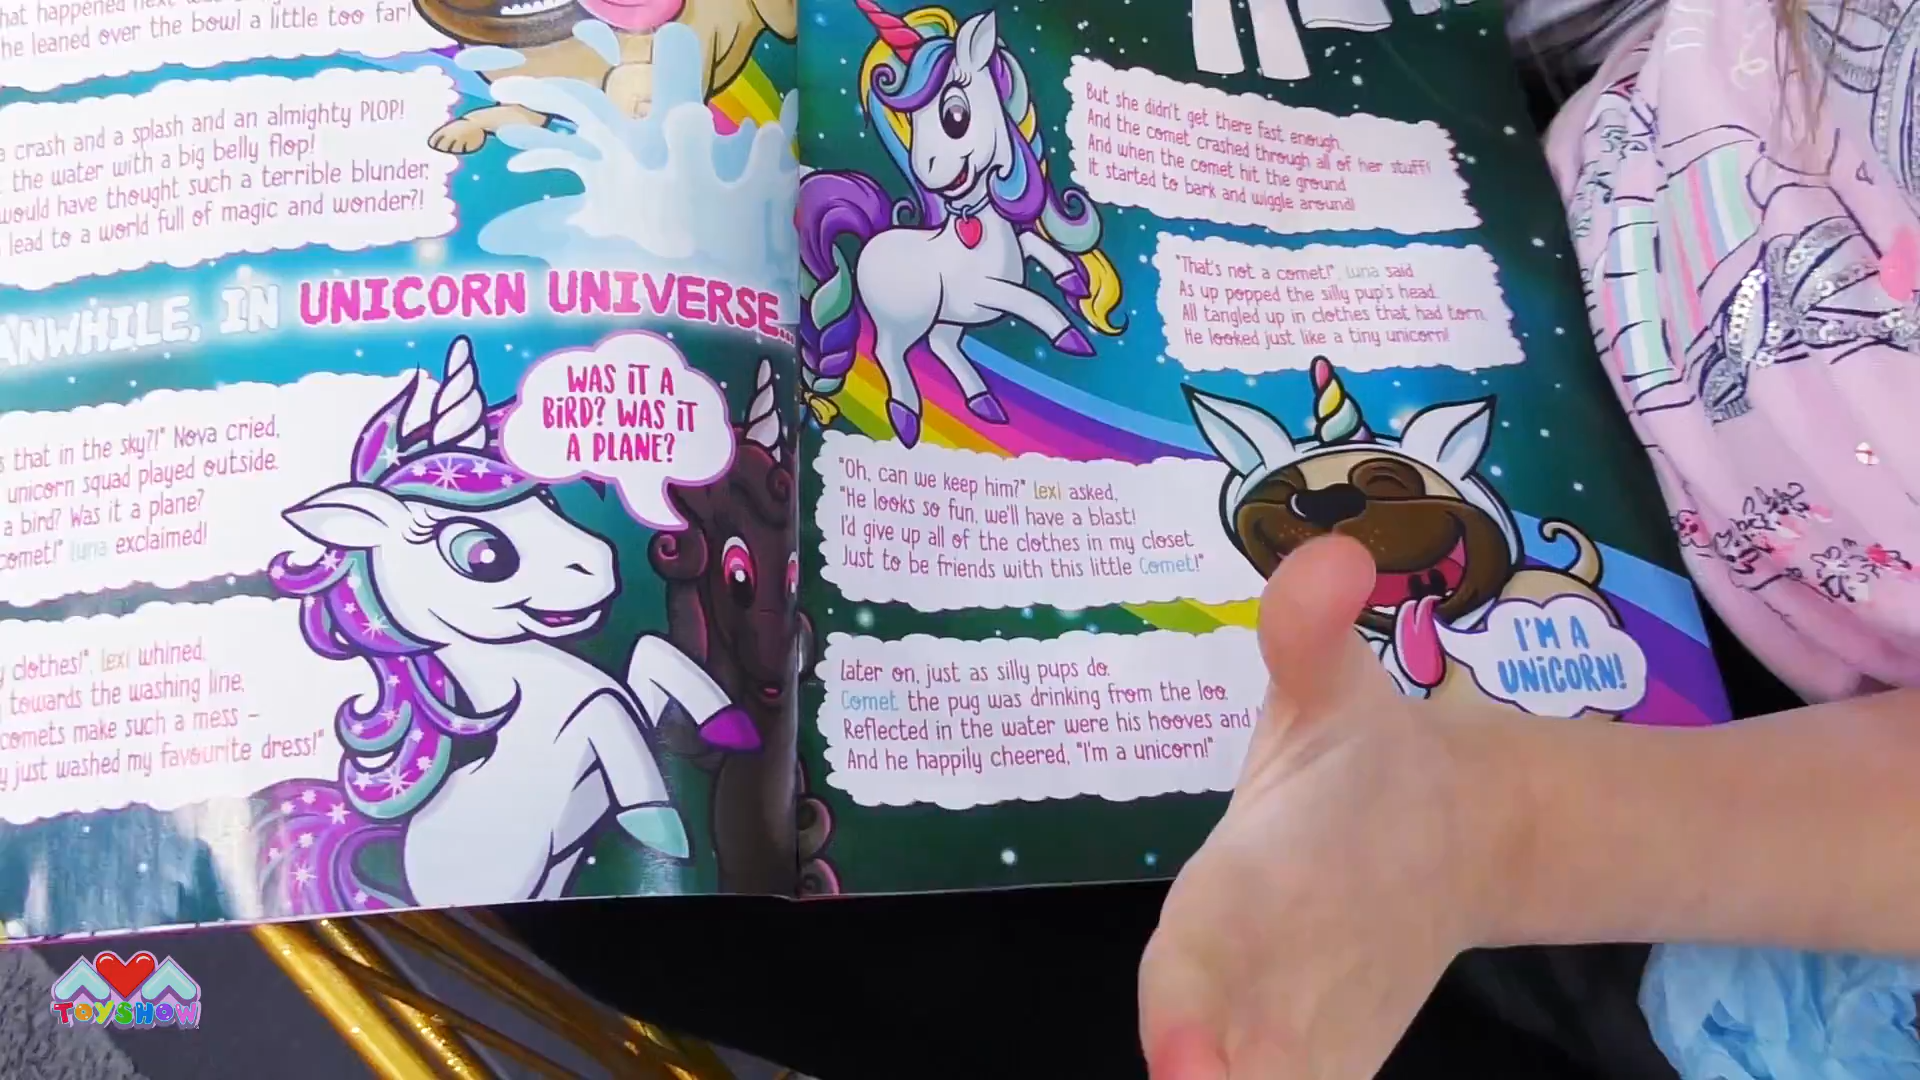 hat happened next was
he leaned over the bowl a little too far!
a crash and a splash and an almighty PLOP!
the water with a big belly flop!
would have thought such a terrible blunder,
lead to a world full of magic and wonder?!
ANWHILE, IN UNICORN UNIVERSE...
s that in the sky?!" Nova cried,
unicorn squad played outside.
a bird? Was it a plane?
comet!" Luna exclaimed!
WAS IT A
BIRD? WAS IT
A PLANE?
y clothes!", Lexi whined,
towards the washing line,
comets make such a mess –
y just washed my favourite dress!"
But she didn't get there fast enough,
And the comet crashed through all of her stuff!
And when the comet hit the ground
It started to bark and wiggle around!
"That's not a comet!", Luna said
As up popped the silly pup's head.
All tangled up in clothes that had torn,
He looked just like a tiny unicorn!
"Oh, can we keep him?" Lexi asked,
"He looks so fun, we'll have a blast!
I'd give up all of the clothes in my closet
Just to be friends with this little Comet!"
Later on, just as silly pups do,
Comet the pug was drinking from the loo.
Reflected in the water were his hooves and
And he happily cheered, "I'm a unicorn!"
I'M A
UNICORN!
TOYSHOW